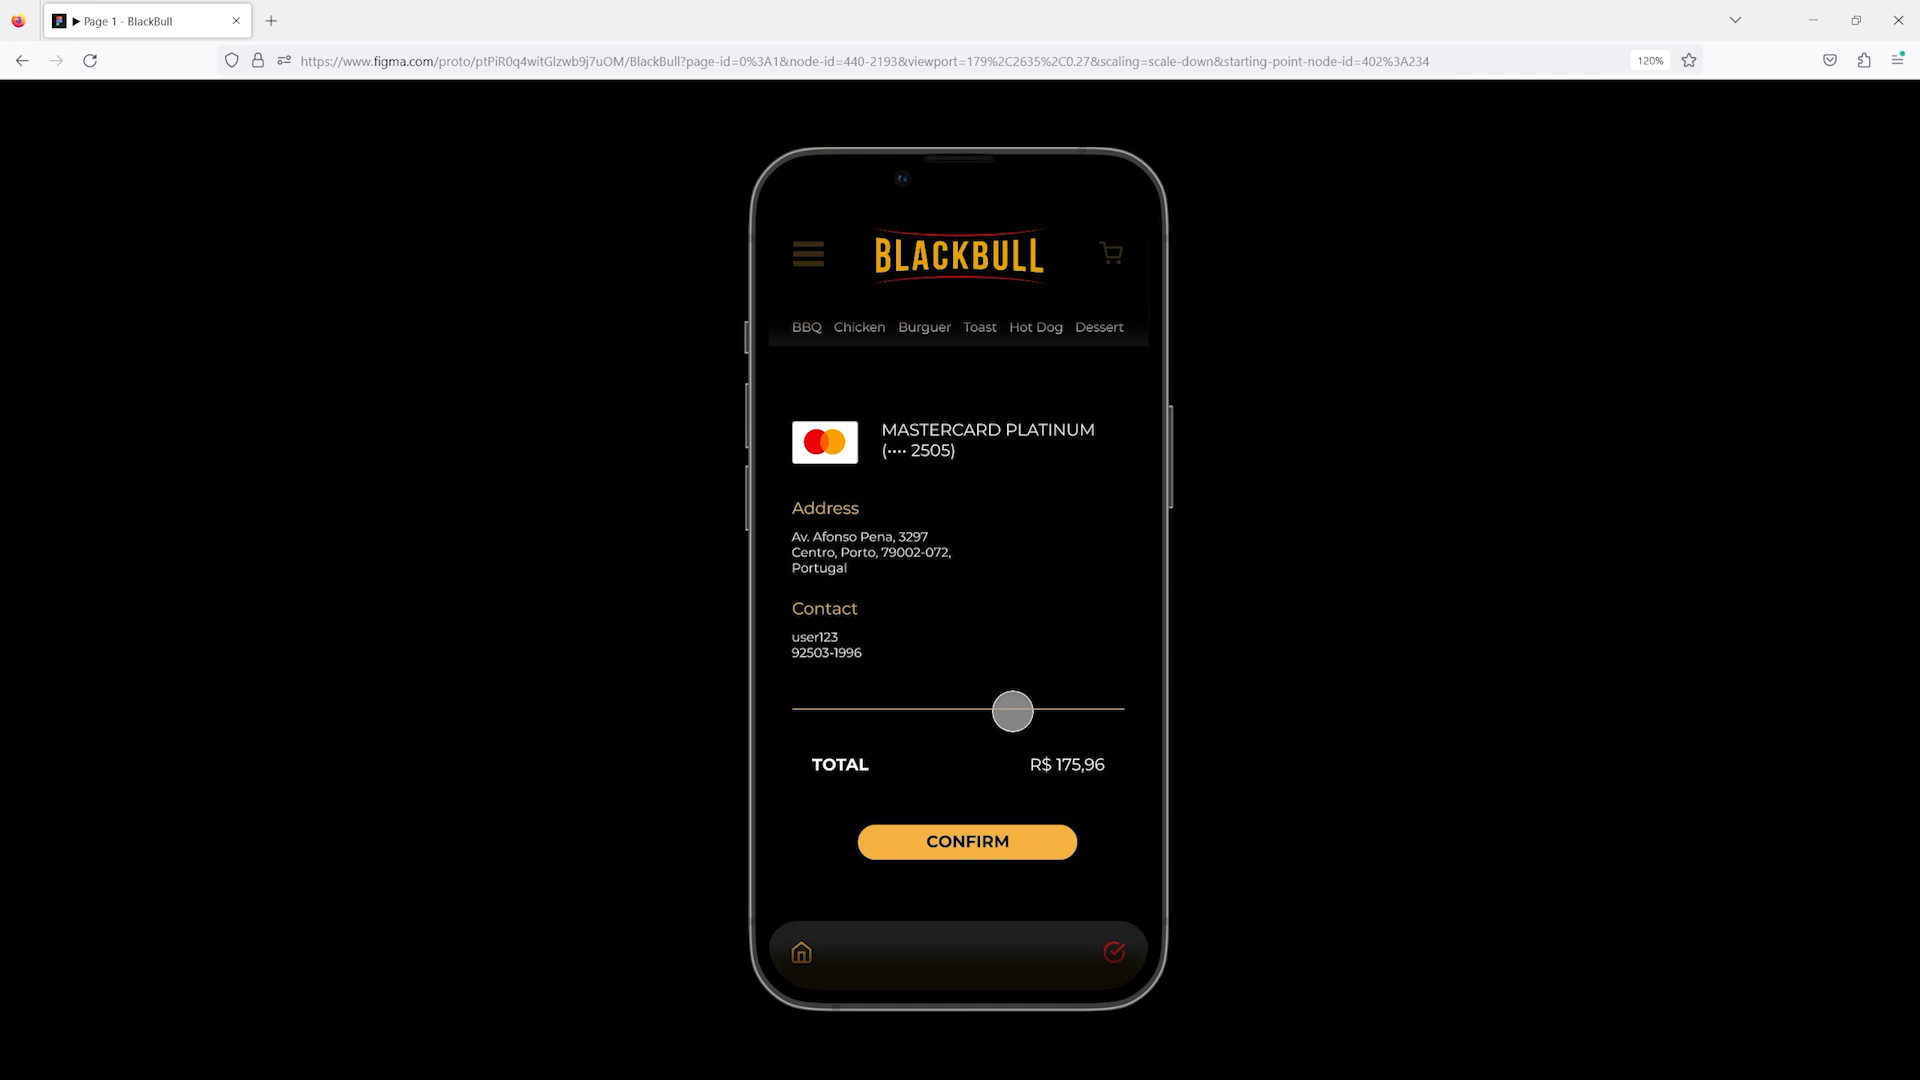 Page 1 - BlackBull
https://www.figma.com/proto/ptPiR0q4witGlzwb9j7uOM/BlackBull?page-id=0%3A1&node-id=440-2193&viewport=179%2C2635%2C0.27&scaling=scale-down&starting-point-node-id=402%3A234
120%
BLACKBULL
BBQ Chicken Burguer Toast Hot Dog Dessert
MASTERCARD PLATINUM
(•••• 2505)
Address
Av. Afonso Pena, 3297
Centro, Porto, 79002-072,
Portugal
Contact
user123
92503-1996
TOTAL R$ 175,96
CONFIRM